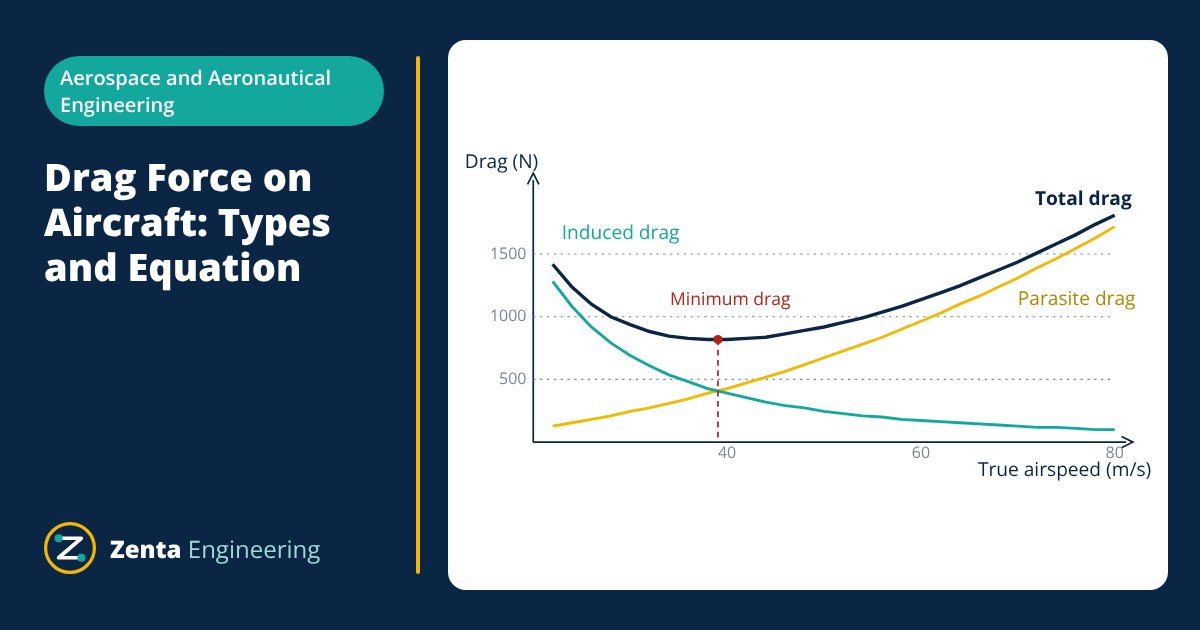 Aerospace and Aeronautical
Engineering
Drag Force on
Aircraft: Types
and Equation
Zenta Engineering
Drag (N)
Total drag
Induced drag
1500
Minimum drag
Parasite drag
1000
500
40
60
80
True airspeed (m/s)